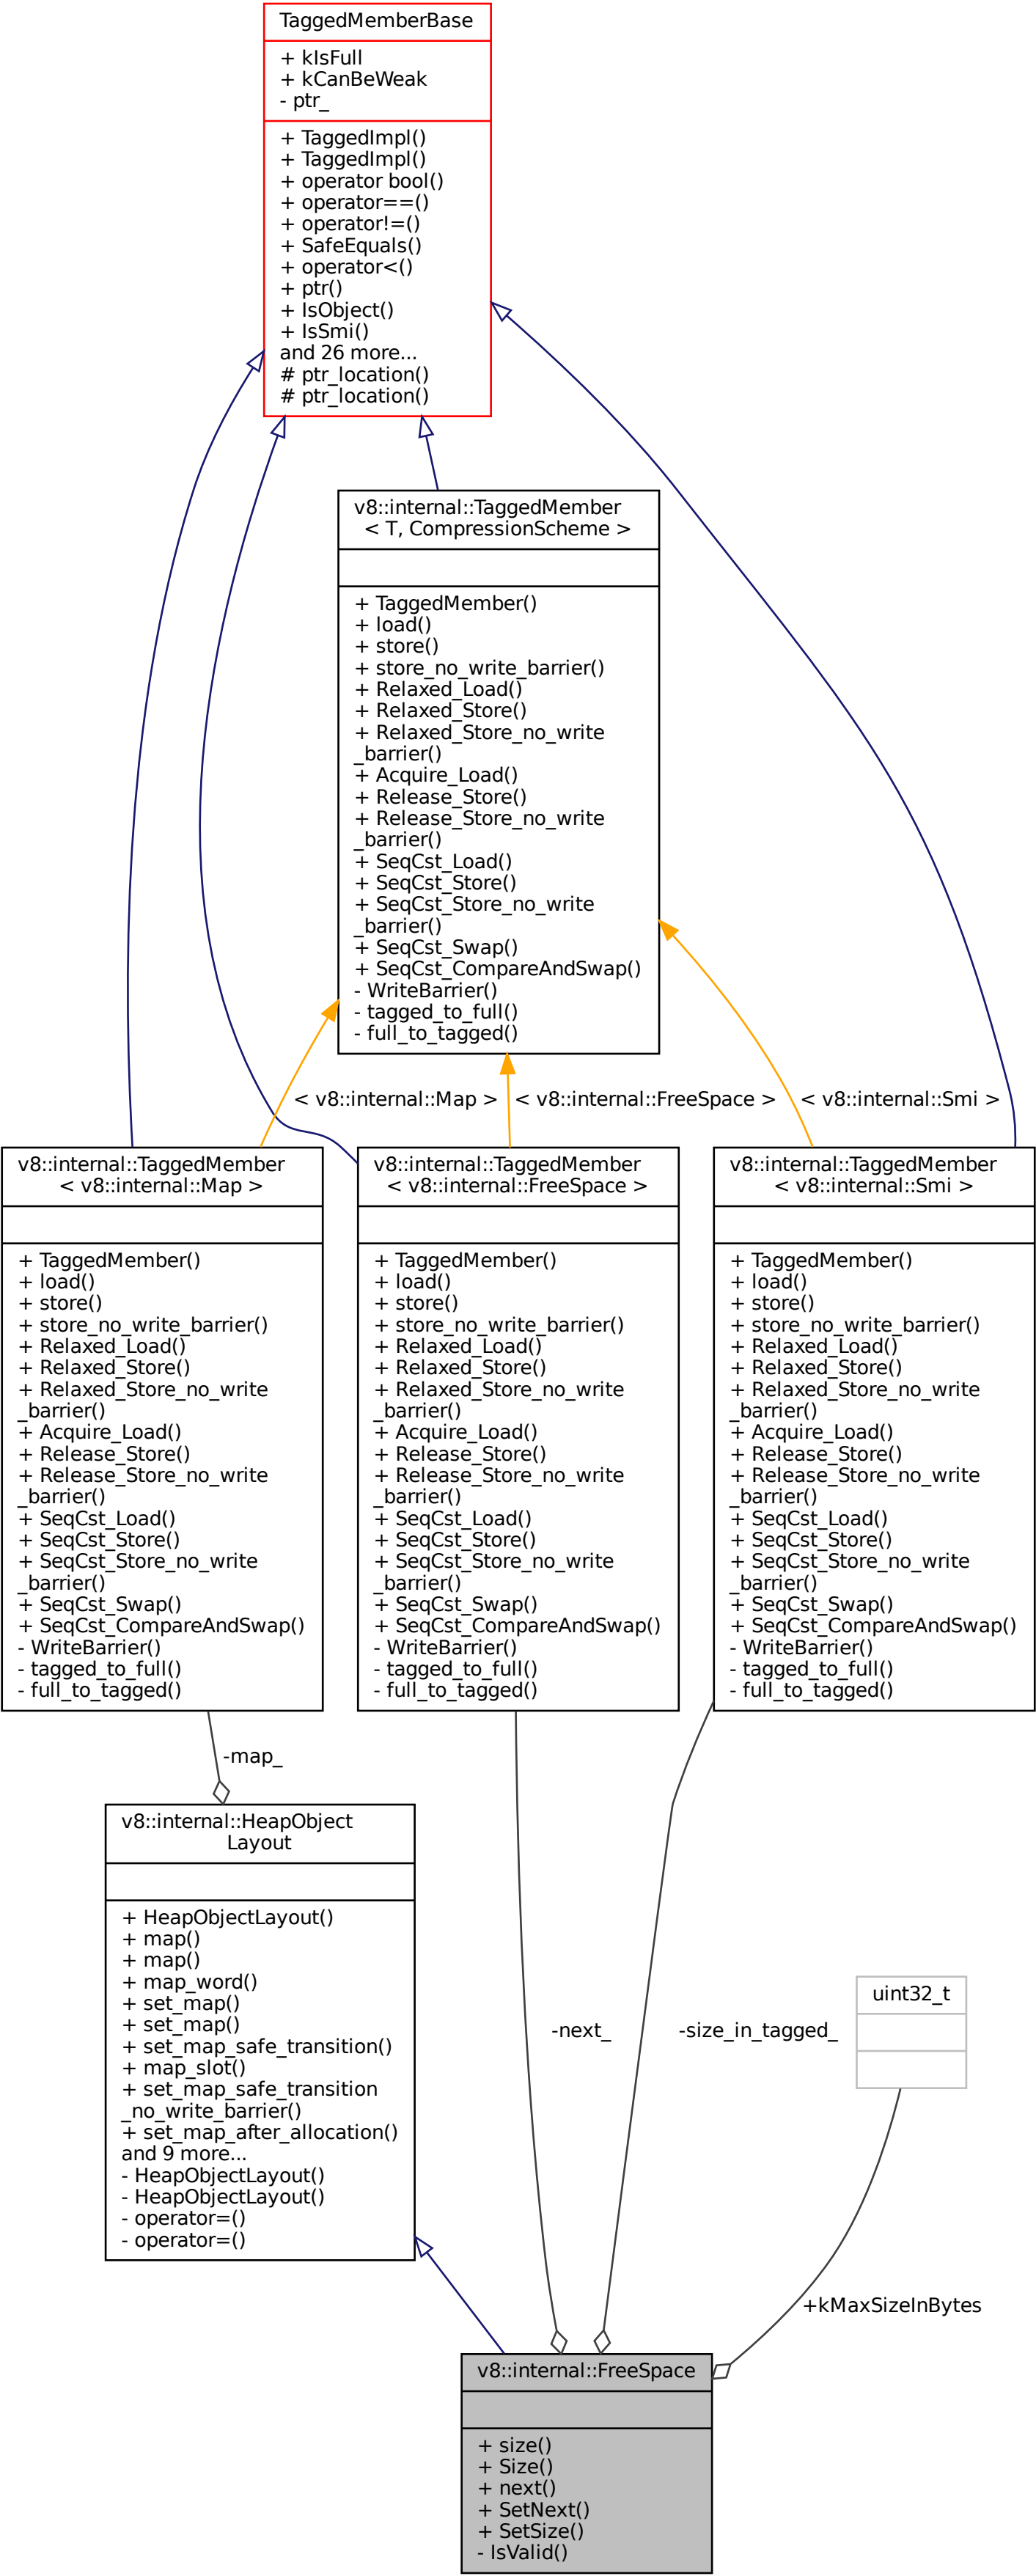 TaggedMemberBase
+ kIsFull
+ kCanBeWeak
- ptr_
+ TaggedImpl()
+ TaggedImpl()
+ operator bool()
+ operator==()
+ operator!=()
+ SafeEquals()
+ operator<()
+ ptr()
+ IsObject()
+ IsSmi()
and 26 more...
# ptr_location()
# ptr_location()
v8::internal::TaggedMember
< T, CompressionScheme >
+ TaggedMember()
+ load()
+ store()
+ store_no_write_barrier()
+ Relaxed_Load()
+ Relaxed_Store()
+ Relaxed_Store_no_write
_barrier()
+ Acquire_Load()
+ Release_Store()
+ Release_Store_no_write
_barrier()
+ SeqCst_Load()
+ SeqCst_Store()
+ SeqCst_Store_no_write
_barrier()
+ SeqCst_Swap()
+ SeqCst_CompareAndSwap()
- WriteBarrier()
- tagged_to_full()
- full_to_tagged()
< v8::internal::Map >
< v8::internal::FreeSpace >
< v8::internal::Smi >
v8::internal::TaggedMember
< v8::internal::Map >
+ TaggedMember()
+ load()
+ store()
+ store_no_write_barrier()
+ Relaxed_Load()
+ Relaxed_Store()
+ Relaxed_Store_no_write
_barrier()
+ Acquire_Load()
+ Release_Store()
+ Release_Store_no_write
_barrier()
+ SeqCst_Load()
+ SeqCst_Store()
+ SeqCst_Store_no_write
_barrier()
+ SeqCst_Swap()
+ SeqCst_CompareAndSwap()
- WriteBarrier()
- tagged_to_full()
- full_to_tagged()
v8::internal::TaggedMember
< v8::internal::FreeSpace >
+ TaggedMember()
+ load()
+ store()
+ store_no_write_barrier()
+ Relaxed_Load()
+ Relaxed_Store()
+ Relaxed_Store_no_write
_barrier()
+ Acquire_Load()
+ Release_Store()
+ Release_Store_no_write
_barrier()
+ SeqCst_Load()
+ SeqCst_Store()
+ SeqCst_Store_no_write
_barrier()
+ SeqCst_Swap()
+ SeqCst_CompareAndSwap()
- WriteBarrier()
- tagged_to_full()
- full_to_tagged()
v8::internal::TaggedMember
< v8::internal::Smi >
+ TaggedMember()
+ load()
+ store()
+ store_no_write_barrier()
+ Relaxed_Load()
+ Relaxed_Store()
+ Relaxed_Store_no_write
_barrier()
+ Acquire_Load()
+ Release_Store()
+ Release_Store_no_write
_barrier()
+ SeqCst_Load()
+ SeqCst_Store()
+ SeqCst_Store_no_write
_barrier()
+ SeqCst_Swap()
+ SeqCst_CompareAndSwap()
- WriteBarrier()
- tagged_to_full()
- full_to_tagged()
-map_
v8::internal::HeapObject
Layout
+ HeapObjectLayout()
+ map()
+ map()
+ map_word()
+ set_map()
+ set_map()
+ set_map_safe_transition()
+ map_slot()
+ set_map_safe_transition
_no_write_barrier()
+ set_map_after_allocation()
and 9 more...
- HeapObjectLayout()
- HeapObjectLayout()
- operator=()
- operator=()
-next_
-size_in_tagged_
uint32_t
+kMaxSizeInBytes
v8::internal::FreeSpace
+ size()
+ Size()
+ next()
+ SetNext()
+ SetSize()
- IsValid()